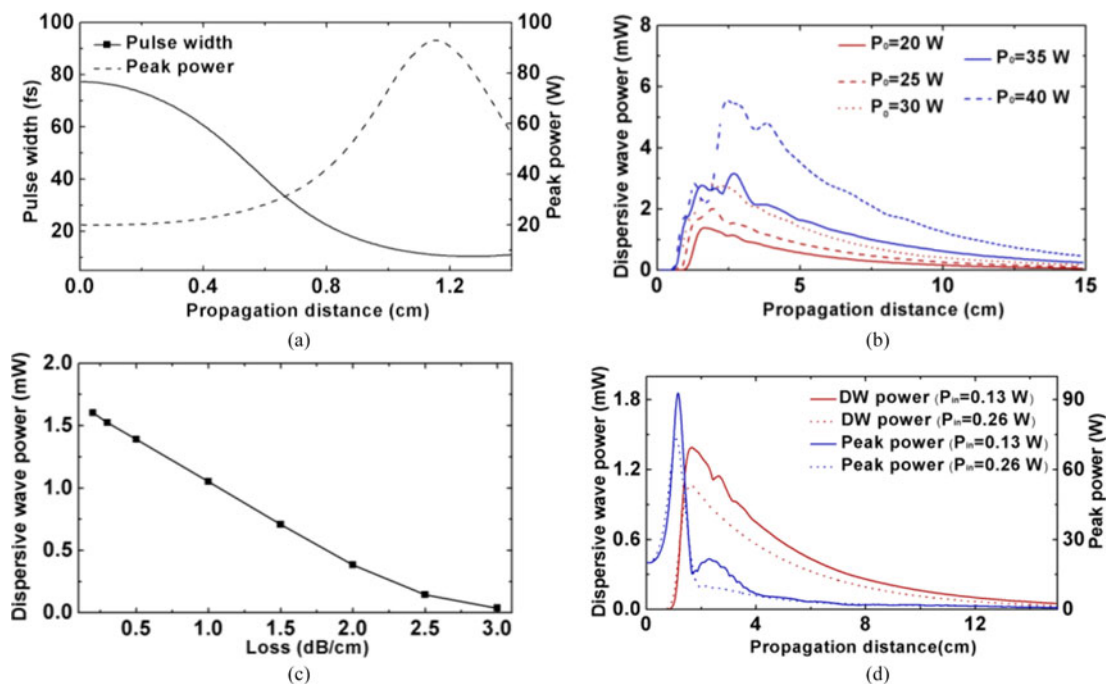 100
80
60
40
20
Pulse width (fs)
Pulse width
Peak power
100
80
60
40
20
0
Peak power (W)
0.0 0.4 0.8 1.2
Propagation distance (cm)
(a)
8
6
4
2
0
Dispersive wave power (mW)
P₀=20 W
P₀=25 W
P₀=30 W
P₀=35 W
P₀=40 W
0 5 10 15
Propagation distance (cm)
(b)
2.0
1.5
1.0
0.5
0.0
Dispersive wave power (mW)
0.5 1.0 1.5 2.0 2.5 3.0
Loss (dB/cm)
(c)
1.8
1.2
0.6
0.0
Dispersive wave power (mW)
DW power (Pin=0.13 W)
DW power (Pin=0.26 W)
Peak power (Pin=0.13 W)
Peak power (Pin=0.26 W)
90
60
30
0
Peak power (W)
0 4 8 12
Propagation distance(cm)
(d)